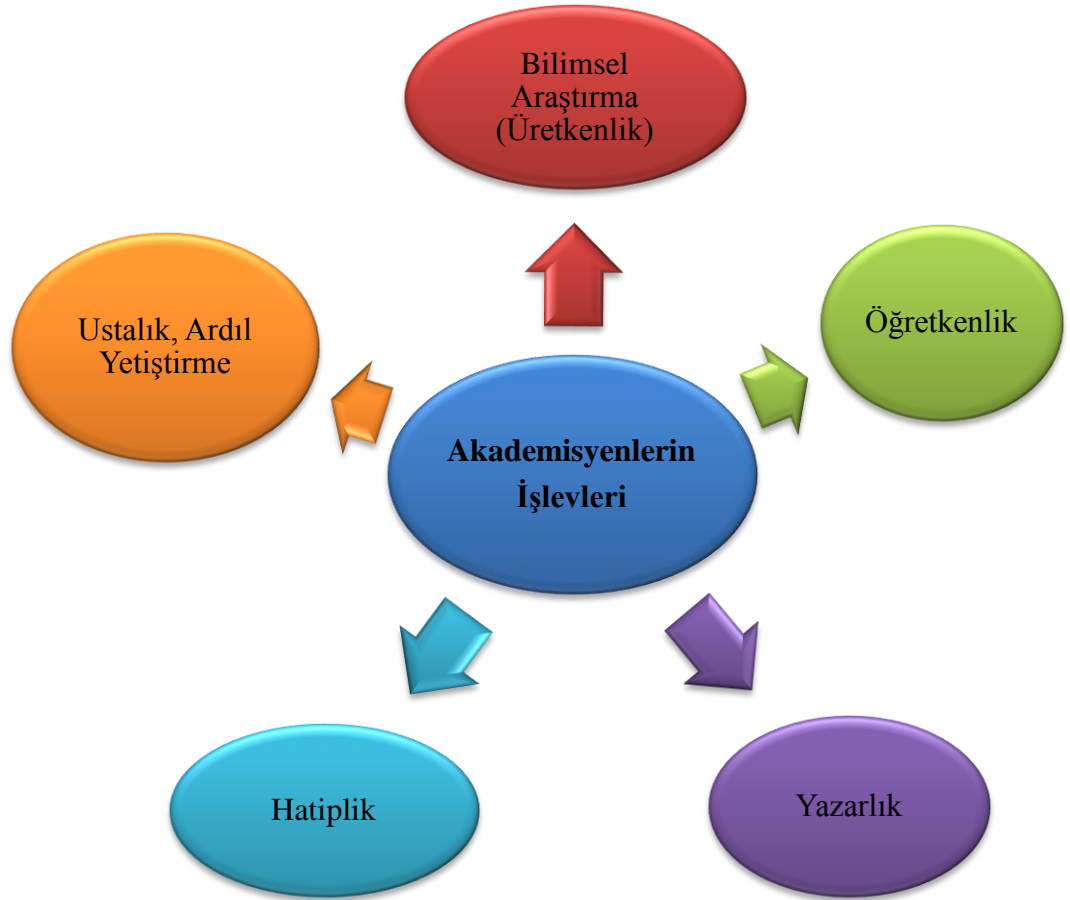 Bilimsel
Araştırma
(Üretkenlik)
Öğretkenlik
Ustalık, Ardıl
Yetiştirme
Akademisyenlerin
İşlevleri
Hatiplik
Yazarlık